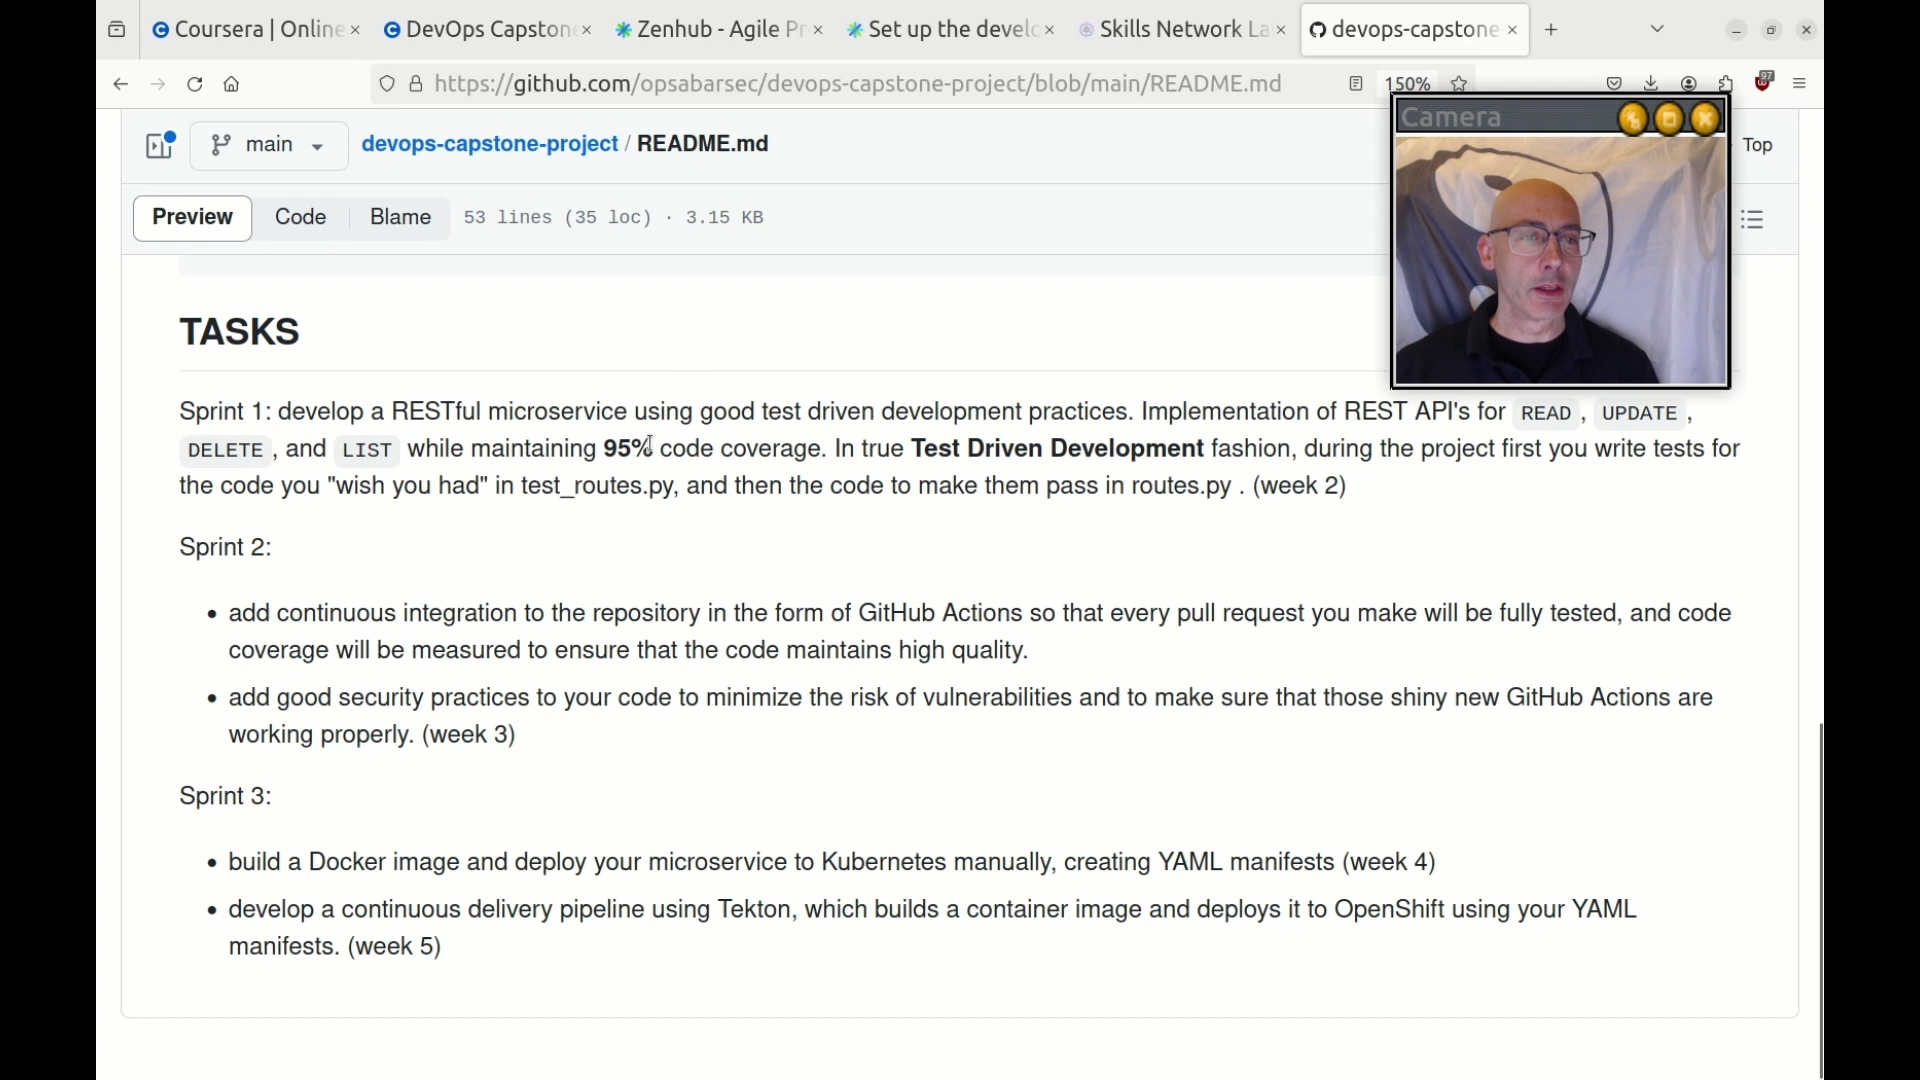 Coursera | Online
DevOps Capston
Zenhub - Agile Pr
Set up the develo
Skills Network La
devops-capstone
https://github.com/opsabarsec/devops-capstone-project/blob/main/README.md
150%
97
Camera
main
devops-capstone-project / README.md
Top
Preview
Code
Blame
53 lines (35 loc) · 3.15 KB
TASKS
Sprint 1: develop a RESTful microservice using good test driven development practices. Implementation of REST API's for READ , UPDATE ,
DELETE , and LIST while maintaining 95% code coverage. In true Test Driven Development fashion, during the project first you write tests for
the code you "wish you had" in test_routes.py, and then the code to make them pass in routes.py . (week 2)
Sprint 2:
• add continuous integration to the repository in the form of GitHub Actions so that every pull request you make will be fully tested, and code
coverage will be measured to ensure that the code maintains high quality.
• add good security practices to your code to minimize the risk of vulnerabilities and to make sure that those shiny new GitHub Actions are
working properly. (week 3)
Sprint 3:
• build a Docker image and deploy your microservice to Kubernetes manually, creating YAML manifests (week 4)
• develop a continuous delivery pipeline using Tekton, which builds a container image and deploys it to OpenShift using your YAML
manifests. (week 5)